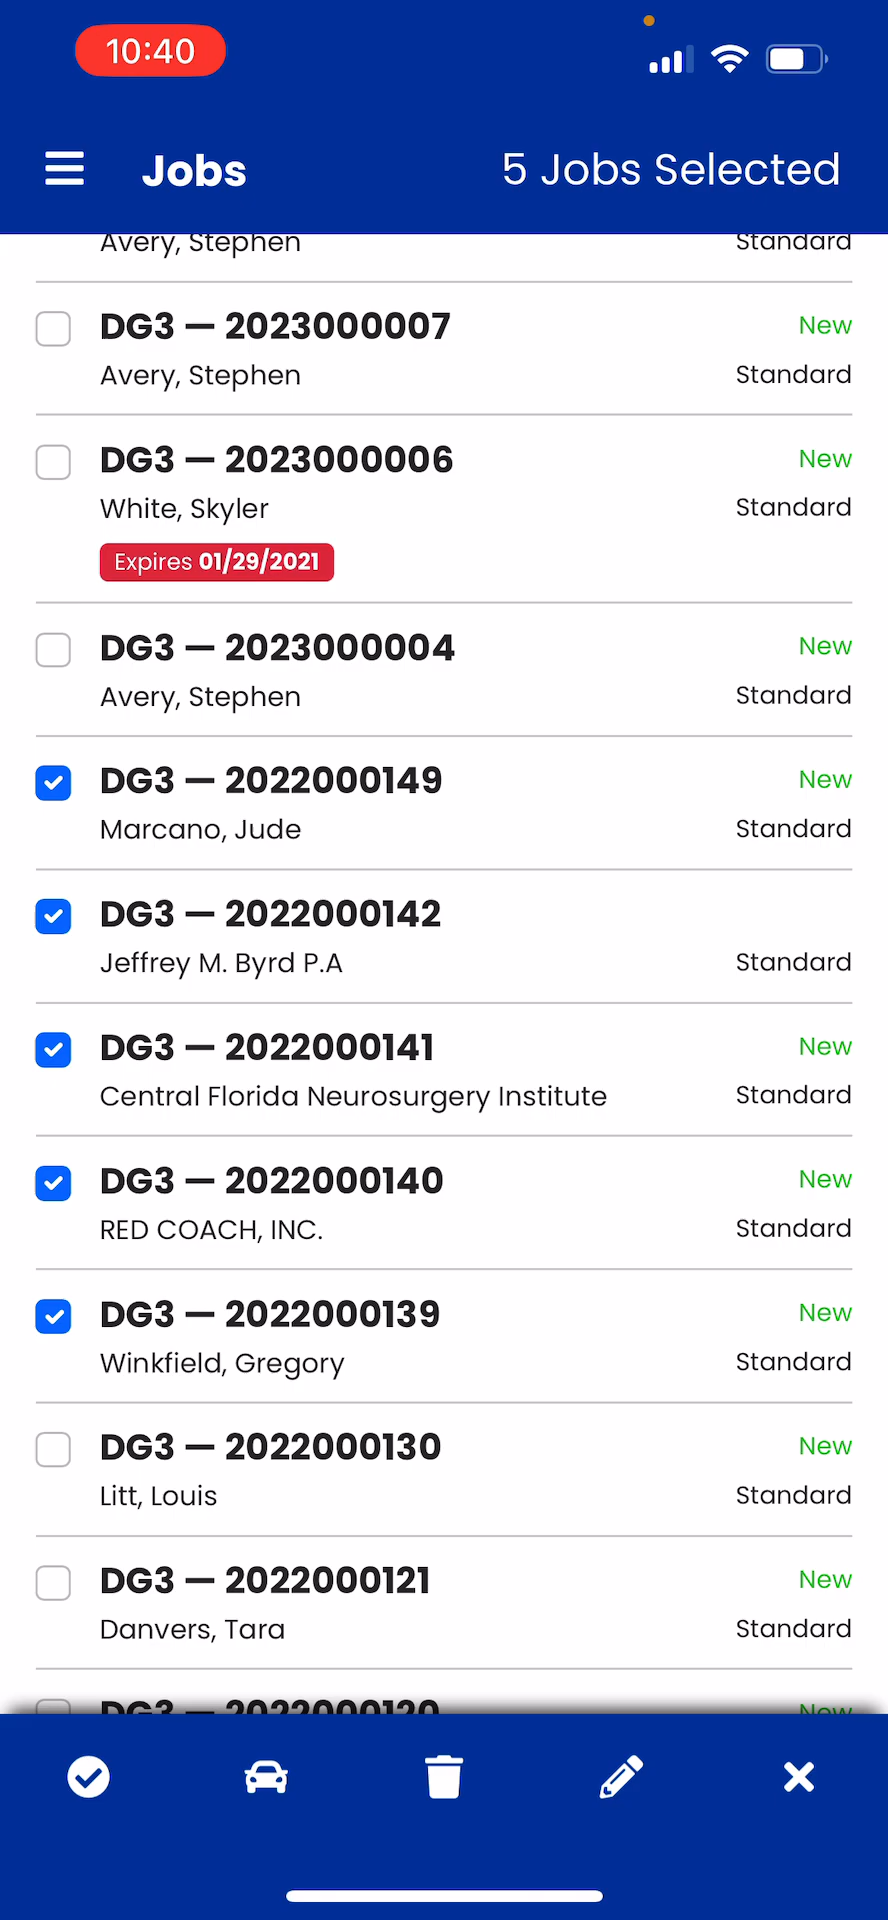 10:40
Jobs 5 Jobs Selected
Avery, Stephen Standard
DG3 — 2023000007 New
Avery, Stephen Standard
DG3 — 2023000006 New
White, Skyler Standard
Expires 01/29/2021
DG3 — 2023000004 New
Avery, Stephen Standard
DG3 — 2022000149 New
Marcano, Jude Standard
DG3 — 2022000142
Jeffrey M. Byrd P.A Standard
DG3 — 2022000141 New
Central Florida Neurosurgery Institute Standard
DG3 — 2022000140 New
RED COACH, INC. Standard
DG3 — 2022000139 New
Winkfield, Gregory Standard
DG3 — 2022000130 New
Litt, Louis Standard
DG3 — 2022000121 New
Danvers, Tara Standard
DG3 — 2022000120 New